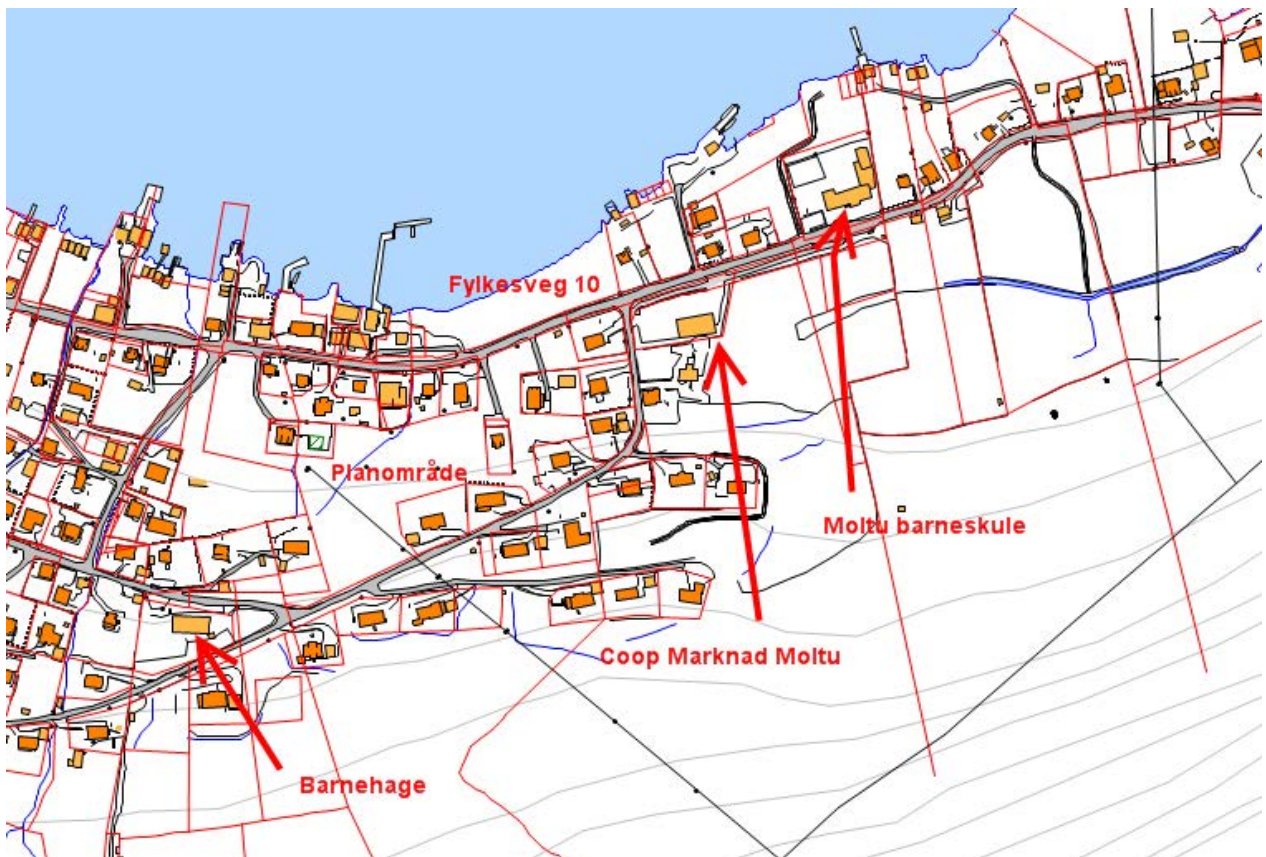 Fylkesveg 10
Planområde
Moltu barneskule
Coop Marknad Moltu
Barnehage